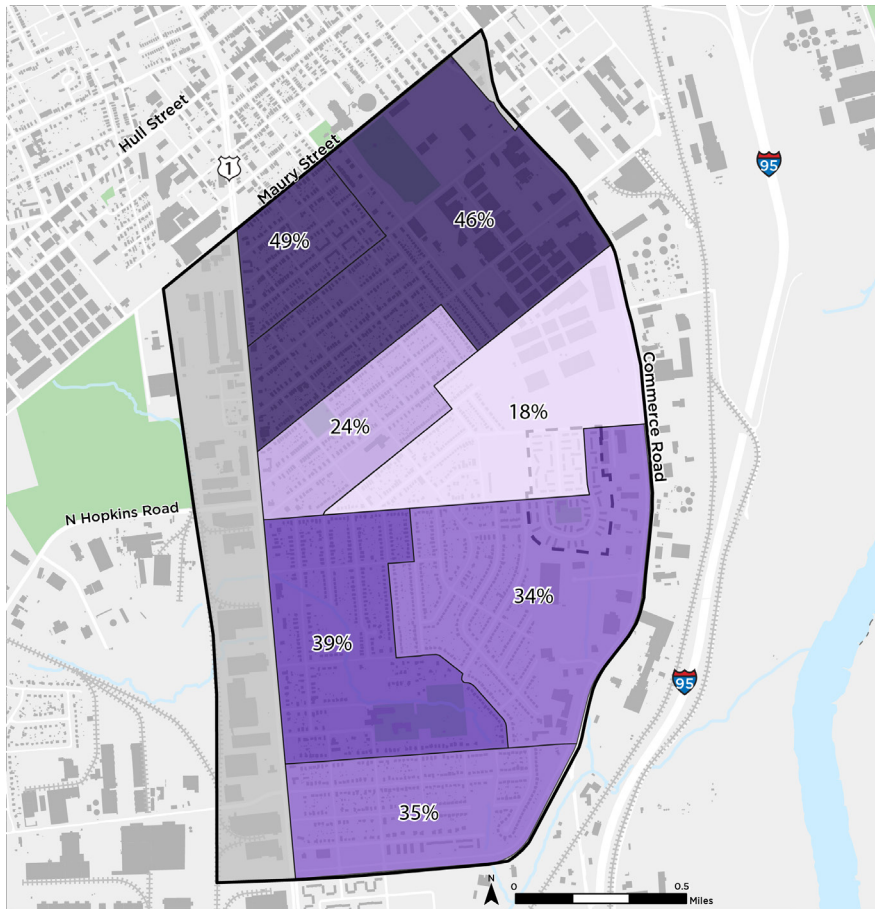 Hull Street
1
Maury Street
95
49%
46%
Commerce Road
18%
24%
N Hopkins Road
34%
39%
95
35%
N
0
0.5
Miles